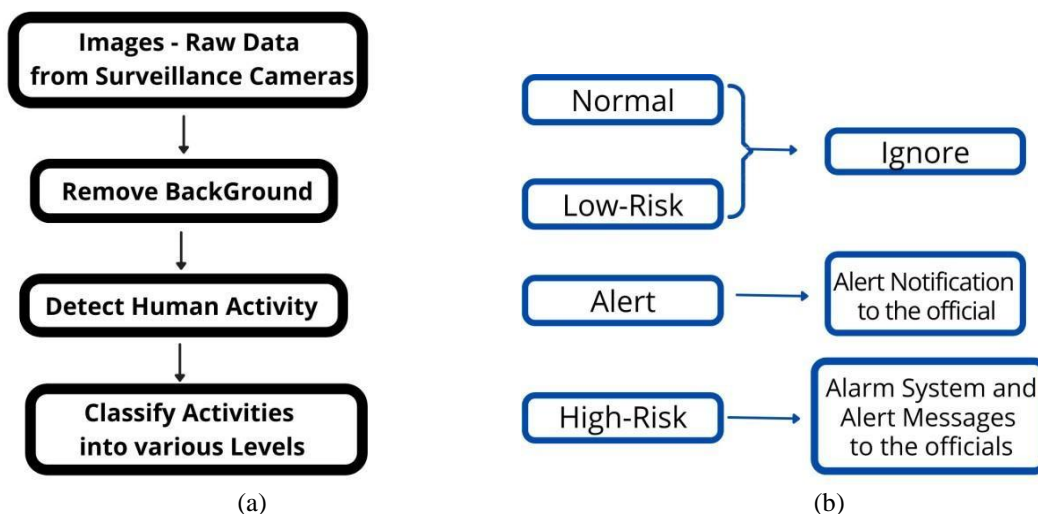 Images - Raw Data
from Surveillance Cameras
Remove BackGround
Detect Human Activity
Classify Activities
into various Levels
(a)
Normal
Low-Risk
Ignore
Alert
Alert Notification
to the official
High-Risk
Alarm System and
Alert Messages
to the officials
(b)